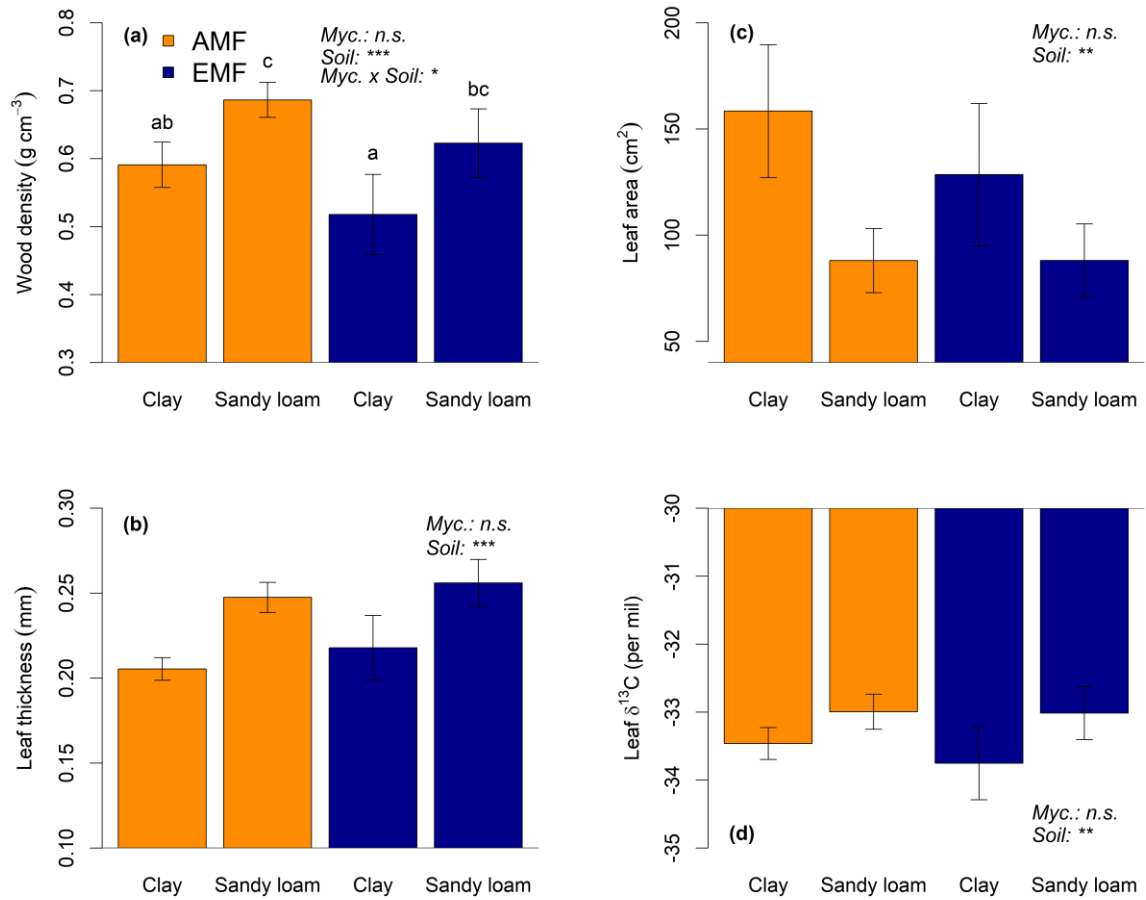 (a)
AMF
EMF
Myc.: n.s.
Soil: ***
Myc. x Soil: *
ab
c
a
bc
Wood density (g cm⁻³)
0.8
0.7
0.6
0.5
0.4
0.3
Clay
Sandy loam
Clay
Sandy loam
(c)
Myc.: n.s.
Soil: **
Leaf area (cm²)
200
150
100
50
Clay
Sandy loam
Clay
Sandy loam
(b)
Myc.: n.s.
Soil: ***
Leaf thickness (mm)
0.30
0.25
0.20
0.15
0.10
Clay
Sandy loam
Clay
Sandy loam
-30
-31
-32
-33
-34
-35
Leaf δ¹³C (per mil)
Myc.: n.s.
Soil: **
(d)
Clay
Sandy loam
Clay
Sandy loam